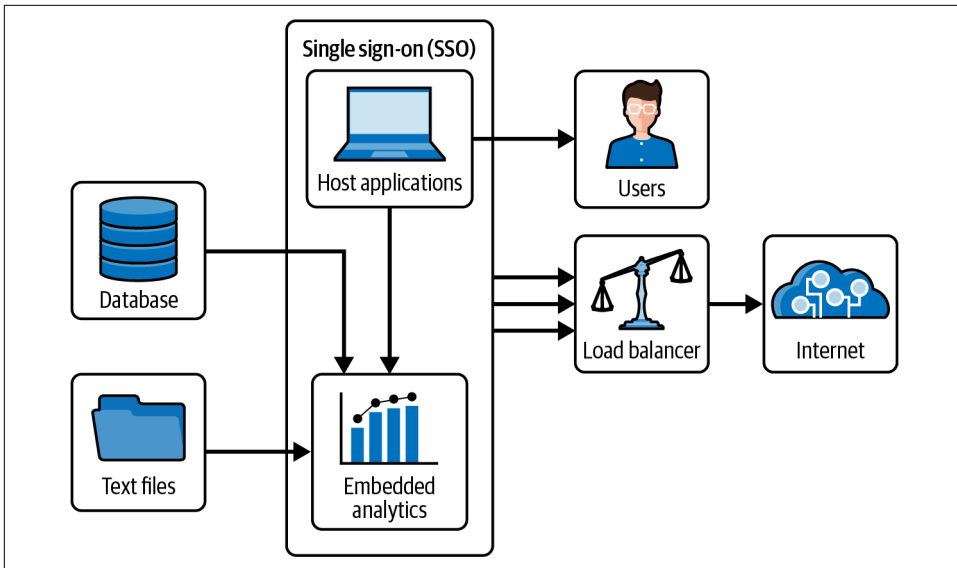 Single sign-on (SSO)
Host applications
Users
Database
Load balancer
Internet
Text files
Embedded
analytics